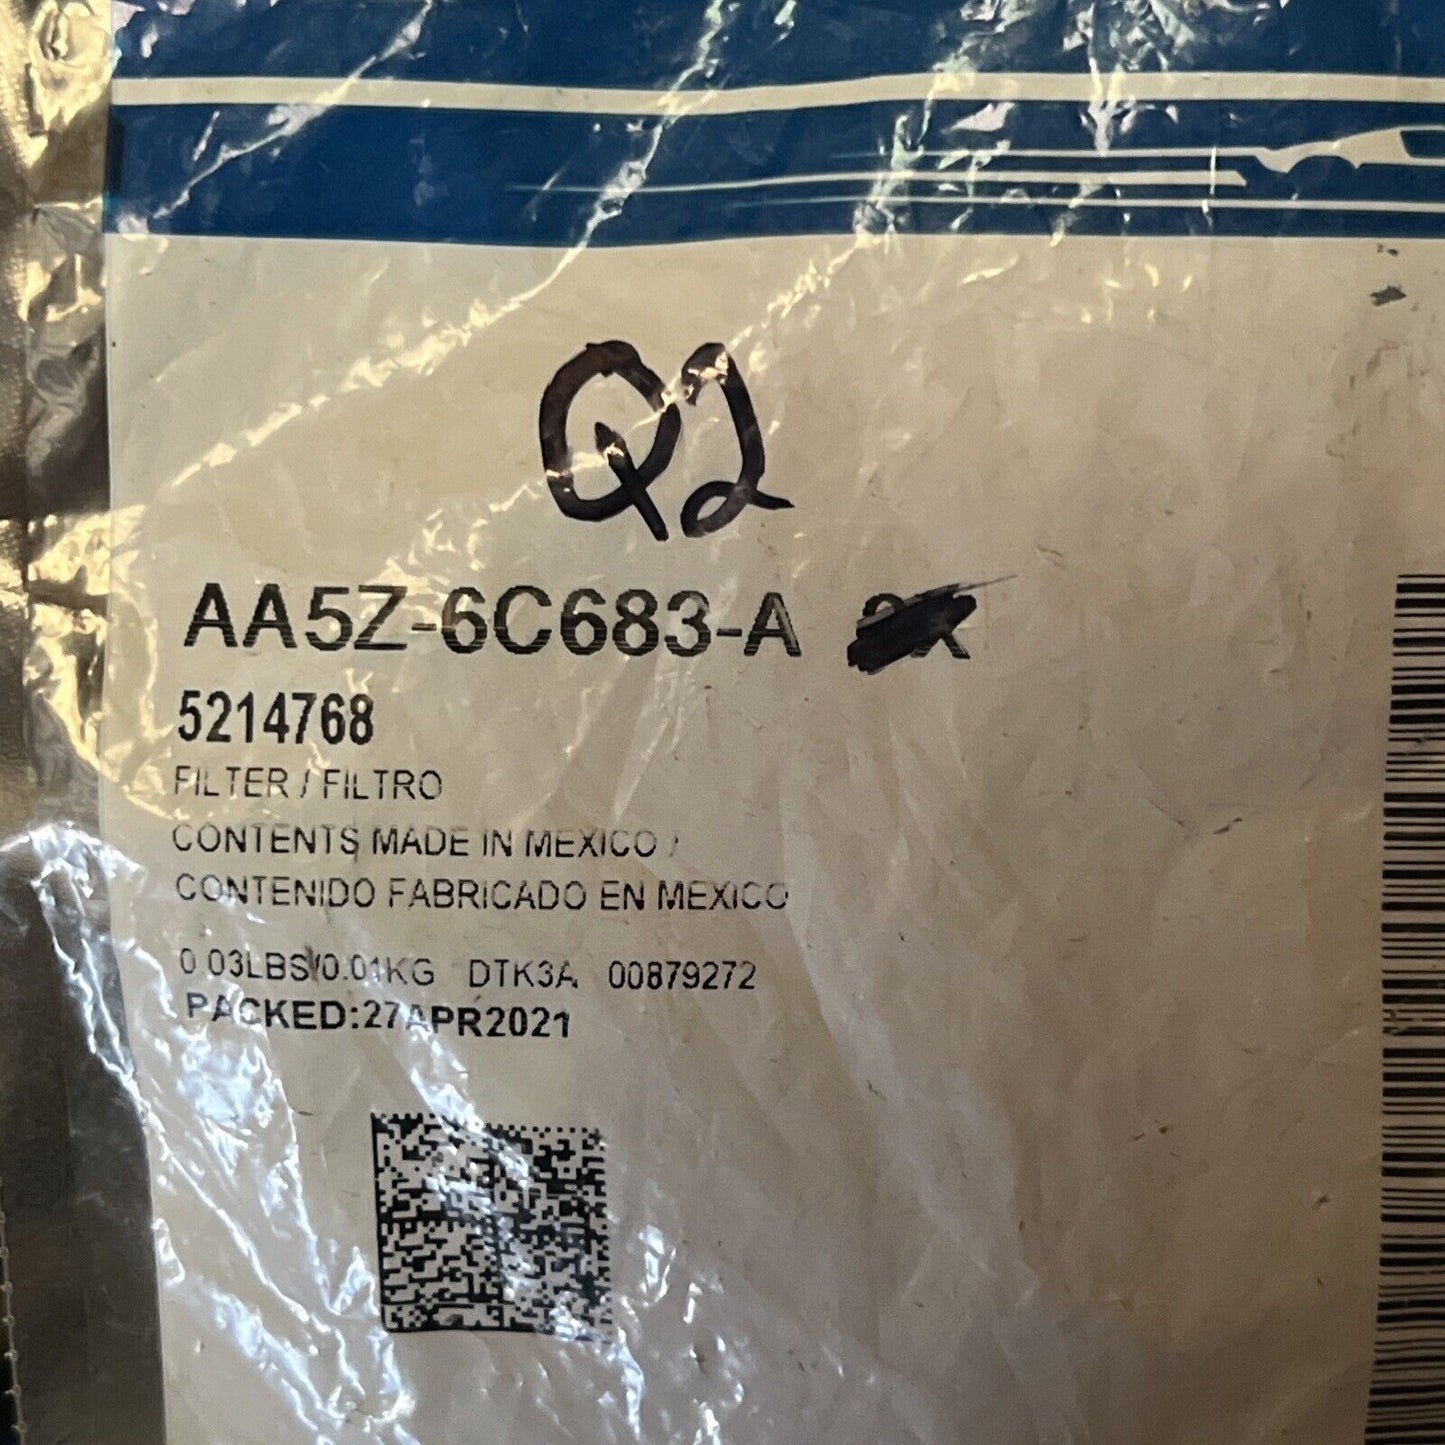 Q2
AA5Z-6C683-A
5214768
FILTER / FILTRO
CONTENTS MADE IN MEXICO /
CONTENIDO FABRICADO EN MEXICO
0.03LBS/0.01KG DTK3A 00879272
PACKED:27APR2021